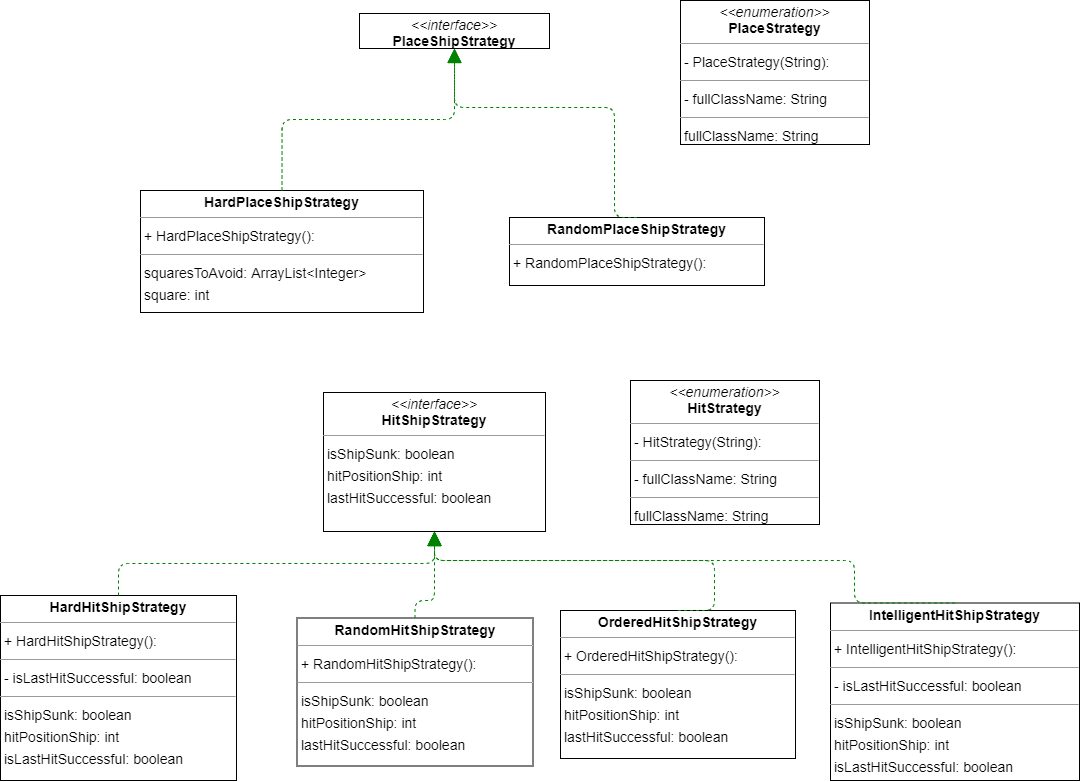 <<interface>>
PlaceShipStrategy
<<enumeration>>
PlaceStrategy
- PlaceStrategy(String):
- fullClassName: String
fullClassName: String
HardPlaceShipStrategy
+ HardPlaceShipStrategy():
squaresToAvoid: ArrayList<Integer>
square: int
RandomPlaceShipStrategy
+ RandomPlaceShipStrategy():
<<interface>>
HitShipStrategy
isShipSunk: boolean
hitPositionShip: int
lastHitSuccessful: boolean
<<enumeration>>
HitStrategy
- HitStrategy(String):
- fullClassName: String
fullClassName: String
HardHitShipStrategy
+ HardHitShipStrategy():
- isLastHitSuccessful: boolean
isShipSunk: boolean
hitPositionShip: int
isLastHitSuccessful: boolean
RandomHitShipStrategy
+ RandomHitShipStrategy():
isShipSunk: boolean
hitPositionShip: int
lastHitSuccessful: boolean
OrderedHitShipStrategy
+ OrderedHitShipStrategy():
isShipSunk: boolean
hitPositionShip: int
lastHitSuccessful: boolean
IntelligentHitShipStrategy
+ IntelligentHitShipStrategy():
- isLastHitSuccessful: boolean
isShipSunk: boolean
hitPositionShip: int
isLastHitSuccessful: boolean